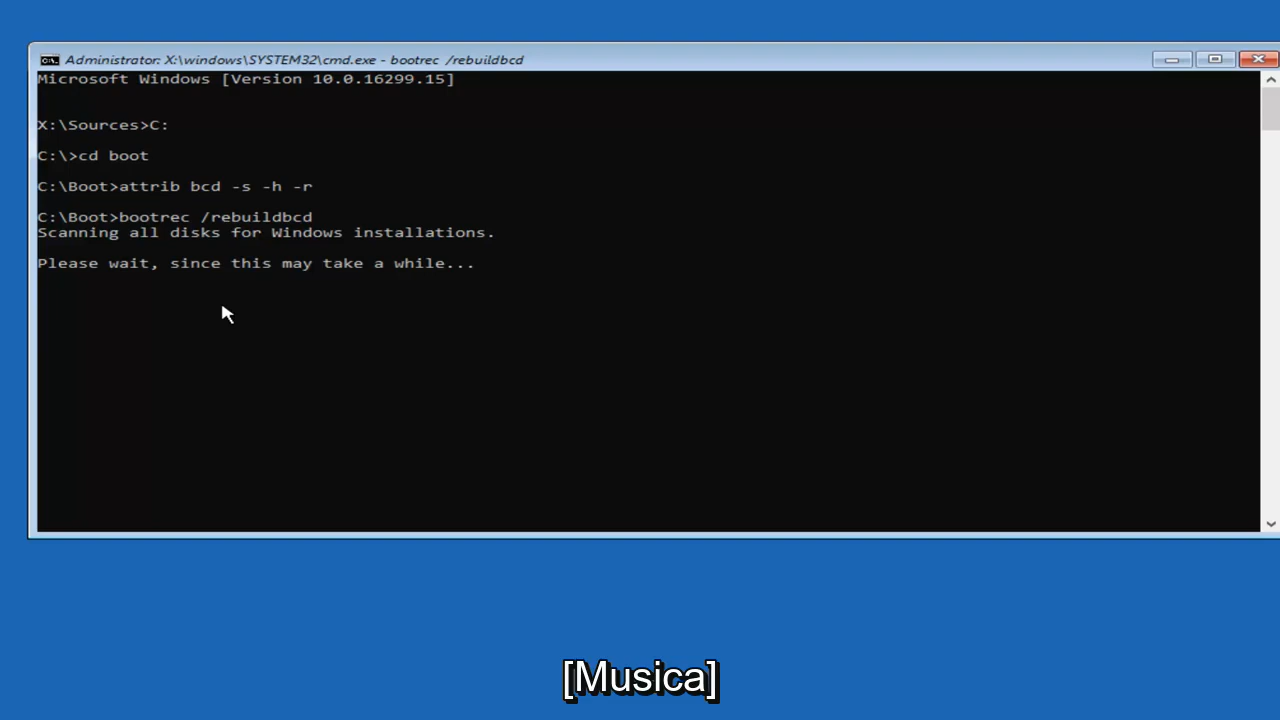 Administrator: X:\windows\SYSTEM32\cmd.exe - bootrec /rebuildbcd
Microsoft Windows [Version 10.0.16299.15]
X:\Sources>C:
C:\>cd boot
C:\Boot>attrib bcd -s -h -r
C:\Boot>bootrec /rebuildbcd
Scanning all disks for Windows installations.
Please wait, since this may take a while...
[Musica]